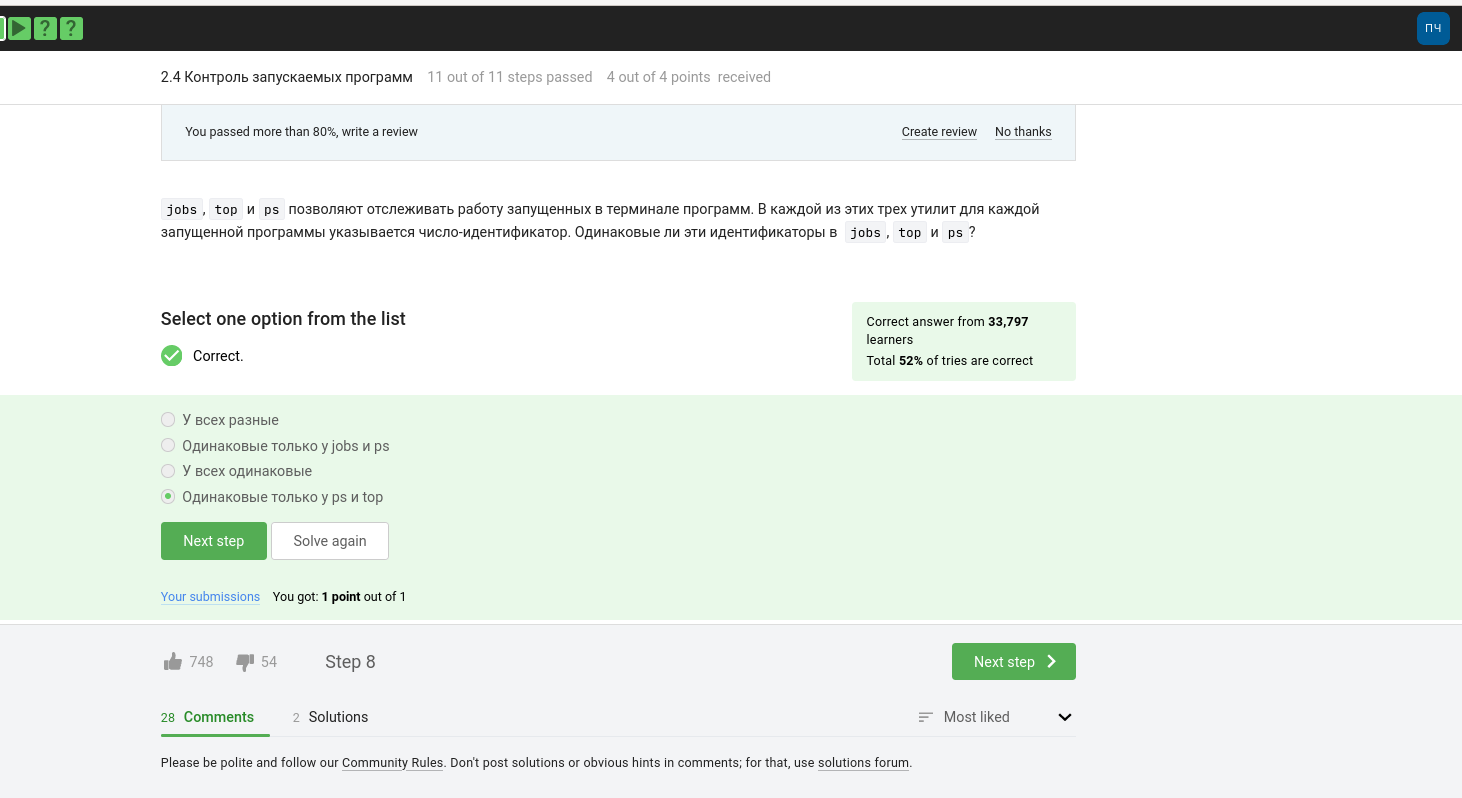 ? ?
ПЧ
2.4 Контроль запускаемых программ 11 out of 11 steps passed 4 out of 4 points received
You passed more than 80%, write a review Create review No thanks
jobs, top и ps позволяют отслеживать работу запущенных в терминале программ. В каждой из этих трех утилит для каждой
запущенной программы указывается число-идентификатор. Одинаковые ли эти идентификаторы в jobs, top и ps?
Select one option from the list
Correct.
Correct answer from 33,797
learners
Total 52% of tries are correct
У всех разные
Одинаковые только у jobs и ps
У всех одинаковые
Одинаковые только у ps и top
Next step Solve again
Your submissions You got: 1 point out of 1
748 54 Step 8 Next step
28 Comments 2 Solutions Most liked
Please be polite and follow our Community Rules. Don't post solutions or obvious hints in comments; for that, use solutions forum.